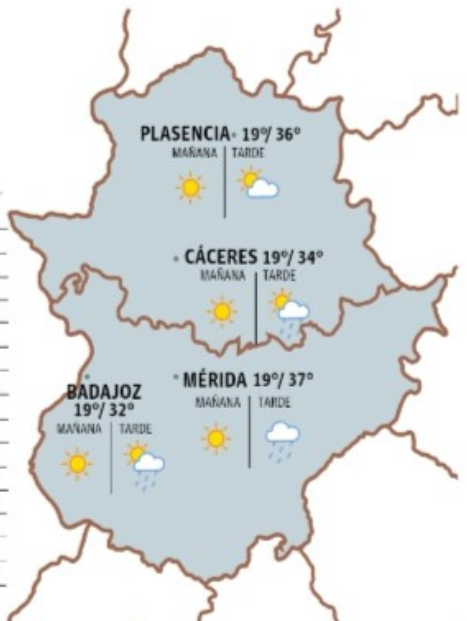 PLASENCIA 19º/ 36º
MAÑANA TARDE
CÁCERES 19º/ 34º
MAÑANA TARDE
MÉRIDA 19º/ 37º
MAÑANA TARDE
BADAJOZ
19º/ 32º
MAÑANA TARDE